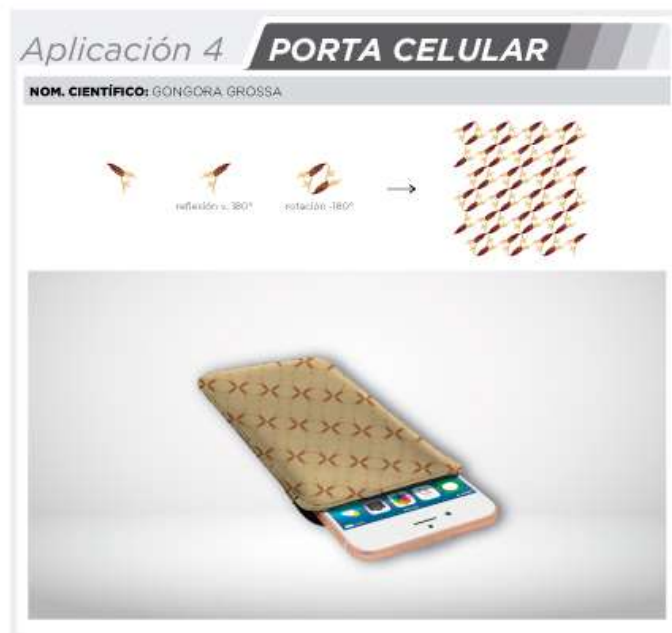 Aplicación 4 PORTA CELULAR
NOM. CIENTÍFICO: GONGORA GROSSA
reflexión v. 180° rotación -180°